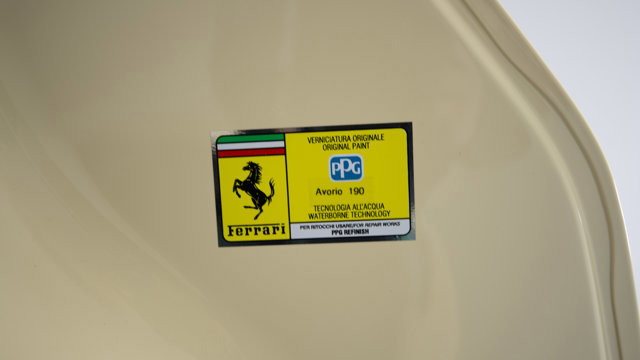 VERNICIATURA ORIGINALE
ORIGINAL PAINT
PPG
Avorio 190
TECNOLOGIA ALL'ACQUA
WATERBORNE TECHNOLOGY
Ferrari
PER RITOCCHI USARE/FOR REPAIR WORKS
PPG REFINISH